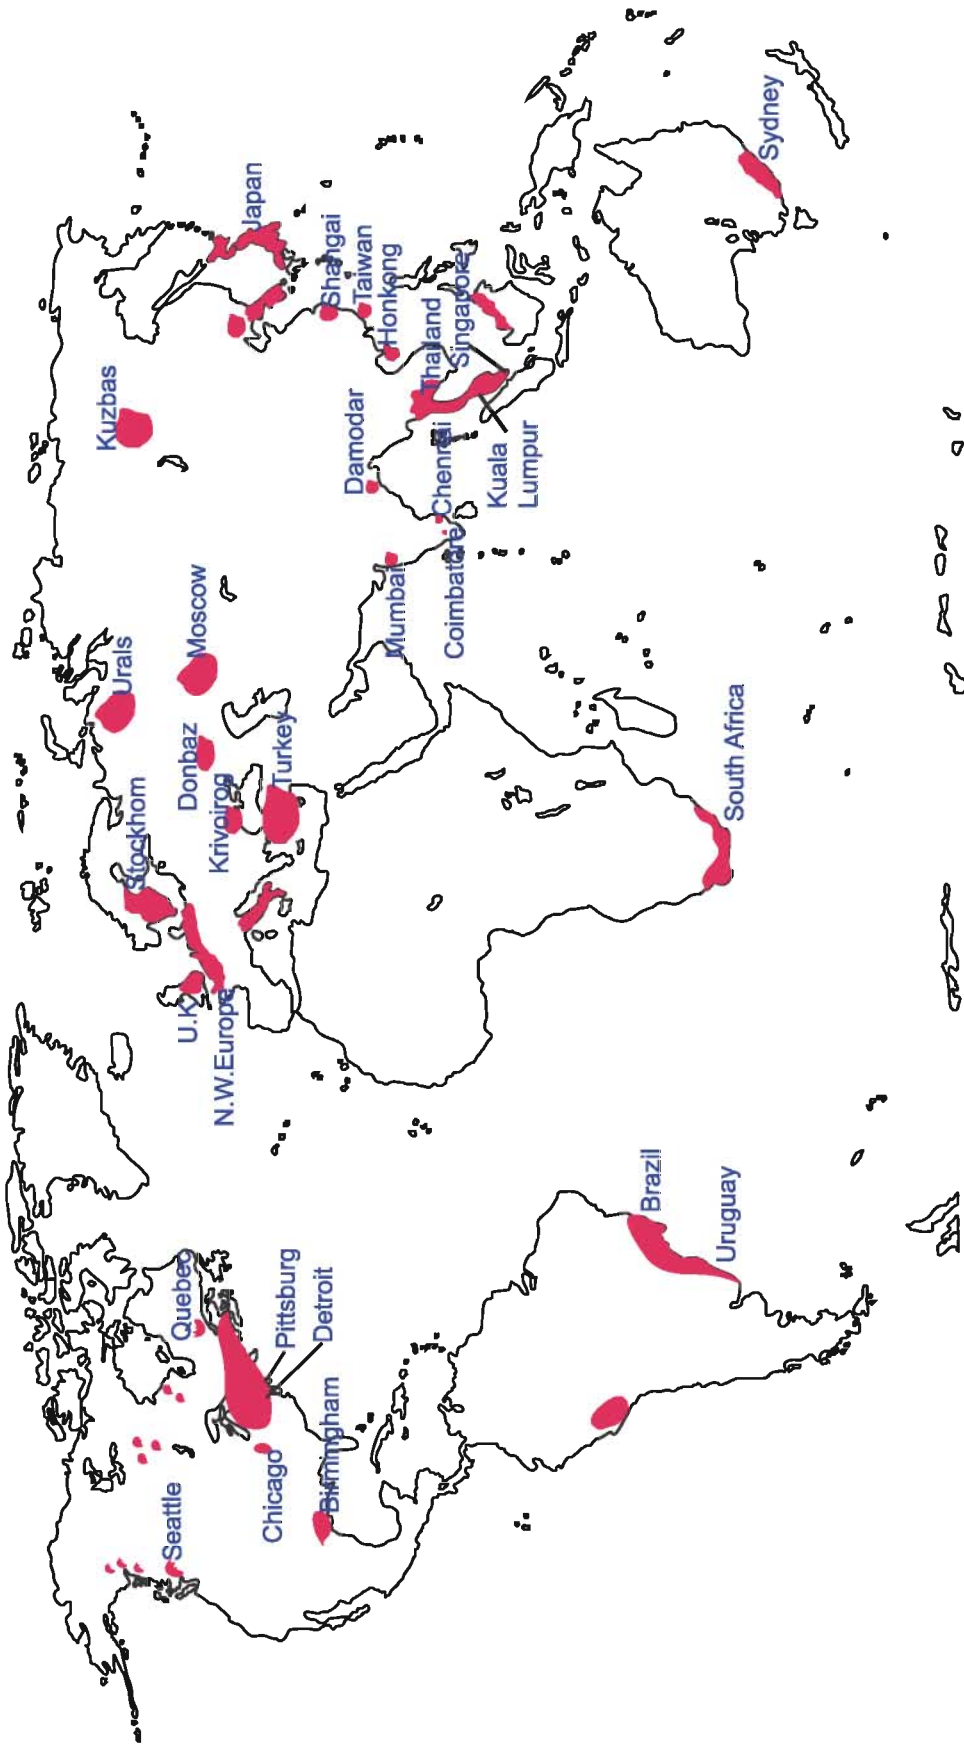 Seattle
Quebec
Chicago
Pittsburg
Detroit
Birmingham
Brazil
Uruguay
U.K
N.W.Europe
Stockhom
Donbaz
Krivoirog
Turkey
Urals
Moscow
Kuzbas
South Africa
Mumbai
Coimbatore
Chennai
Damodar
Kuala
Lumpur
Thailand
Singapore
Honkong
Taiwan
Shangai
Japan
Sydney